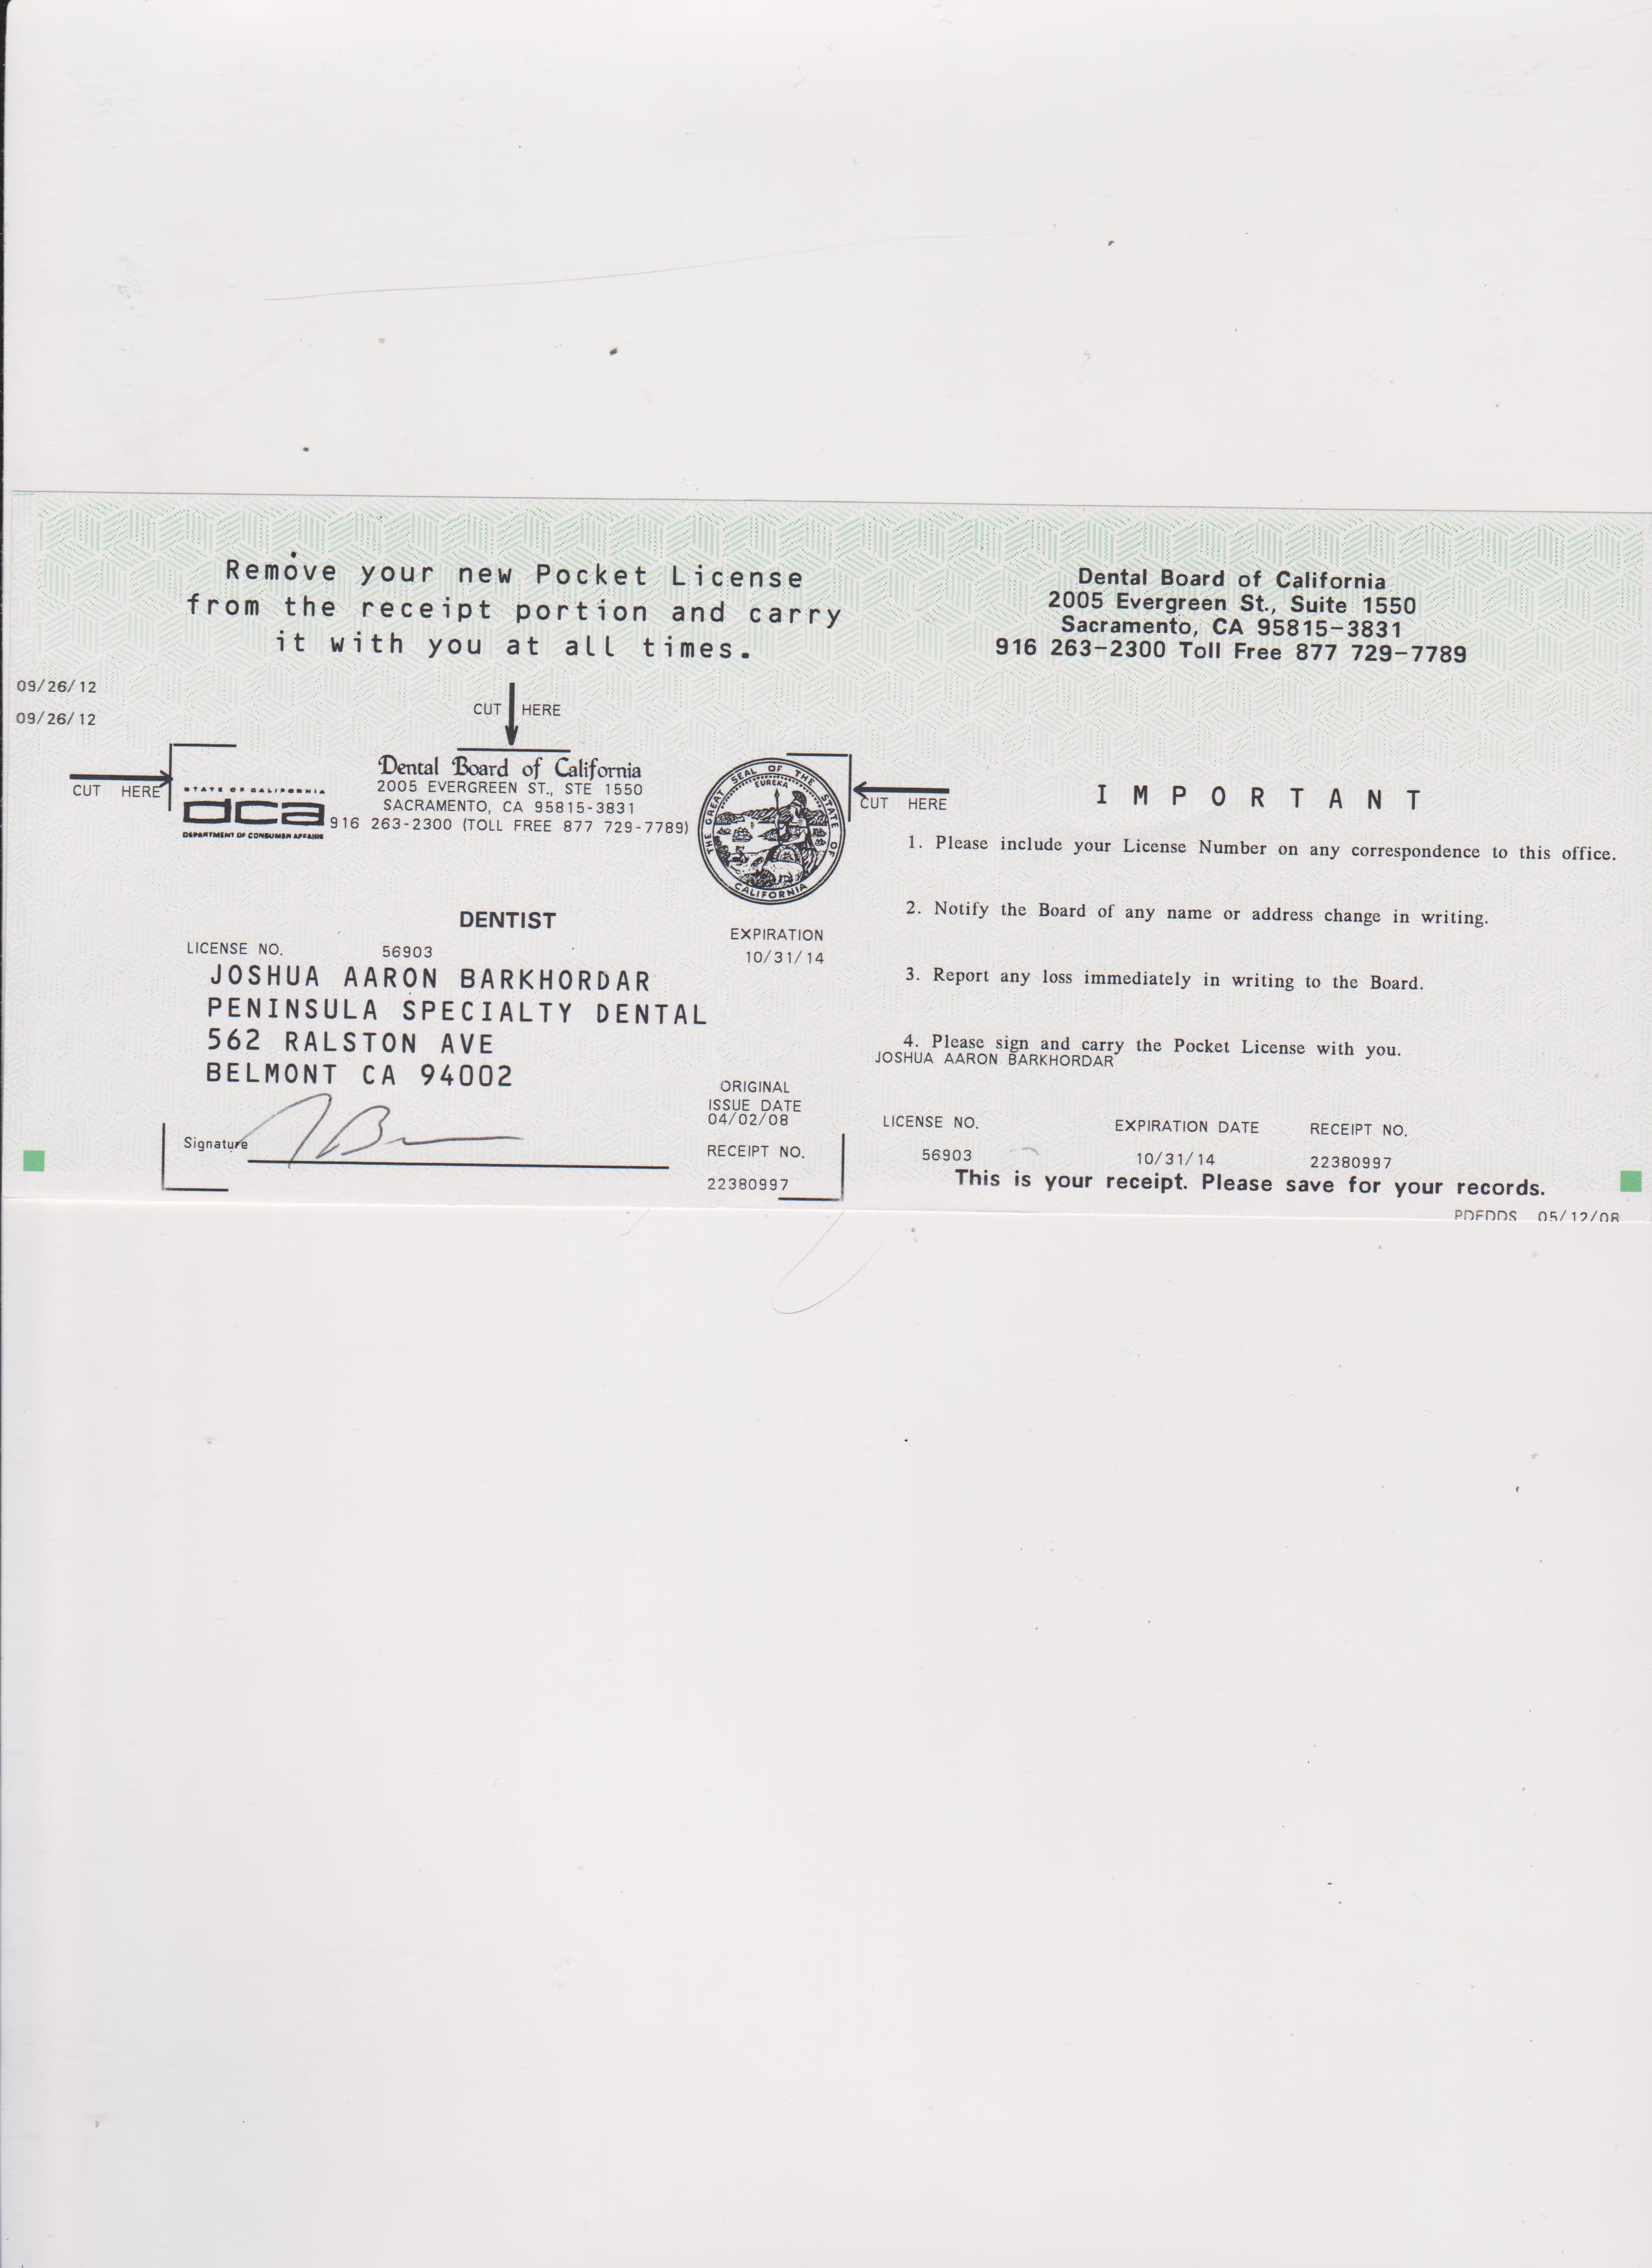 Remove your new Pocket License
from the receipt portion and carry
it with you at all times.
09/26/12
09/26/12
CUT HERE
CUT HERE
STATE OF CALIFORNIA
dca
DEPARTMENT OF CONSUMER AFFAIRS
Dental Board of California
2005 EVERGREEN ST., STE 1550
SACRAMENTO, CA 95815-3831
916 263-2300 (TOLL FREE 877 729-7789)
THE GREAT SEAL OF THE STATE OF CALIFORNIA
EUREKA
CUT HERE
DENTIST
LICENSE NO. 56903
EXPIRATION
10/31/14
JOSHUA AARON BARKHORDAR
PENINSULA SPECIALTY DENTAL
562 RALSTON AVE
BELMONT CA 94002
ORIGINAL
ISSUE DATE
04/02/08
Signature
RECEIPT NO.
22380997
Dental Board of California
2005 Evergreen St., Suite 1550
Sacramento, CA 95815-3831
916 263-2300 Toll Free 877 729-7789
IMPORTANT
1. Please include your License Number on any correspondence to this office.
2. Notify the Board of any name or address change in writing.
3. Report any loss immediately in writing to the Board.
4. Please sign and carry the Pocket License with you.
JOSHUA AARON BARKHORDAR
LICENSE NO. EXPIRATION DATE RECEIPT NO.
56903 10/31/14 22380997
This is your receipt. Please save for your records.
PDFDDS 05/12/08